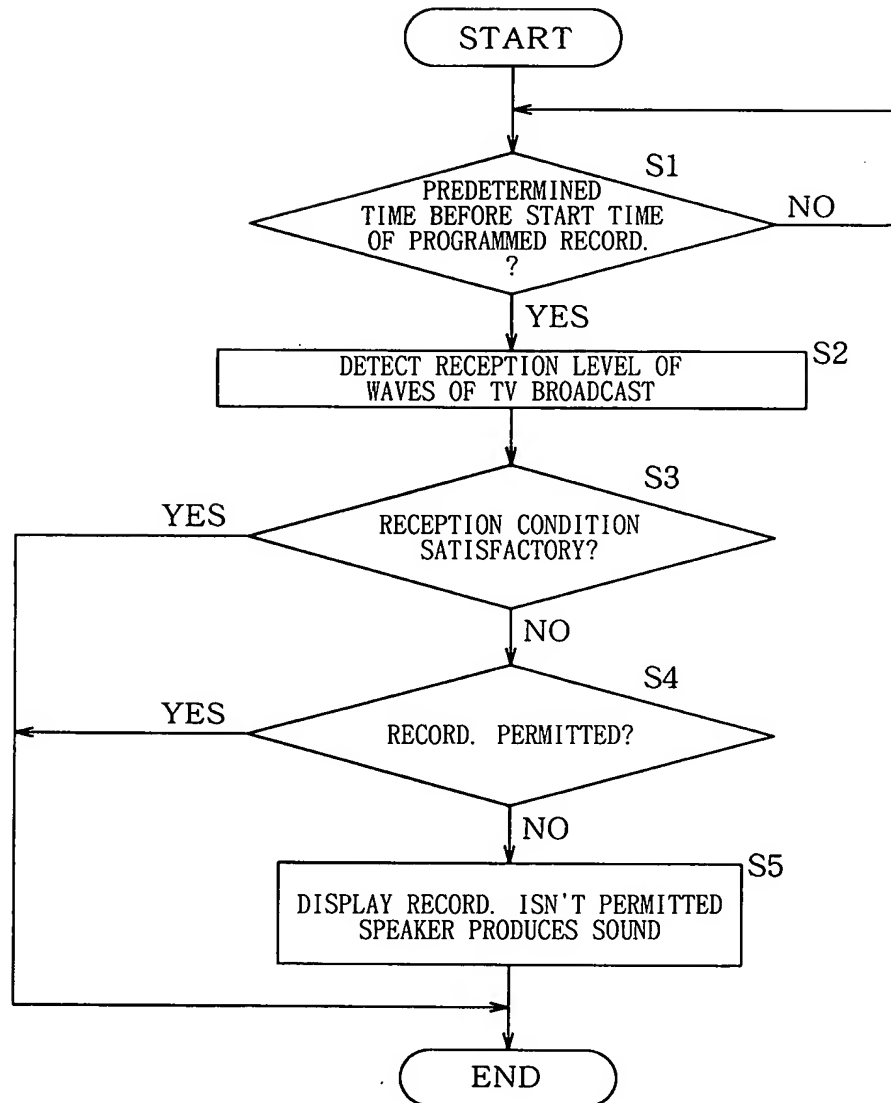 START
S1
PREDETERMINED
TIME BEFORE START TIME
OF PROGRAMMED RECORD.
?
NO
YES
S2
DETECT RECEPTION LEVEL OF
WAVES OF TV BROADCAST
S3
YES
RECEPTION CONDITION
SATISFACTORY?
NO
S4
YES
RECORD. PERMITTED?
NO
S5
DISPLAY RECORD. ISN'T PERMITTED
SPEAKER PRODUCES SOUND
END